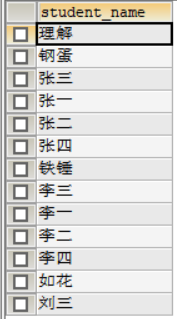 student_name
理解
钢蛋
张三
张一
张二
张四
铁锤
李三
李一
李二
李四
如花
刘三